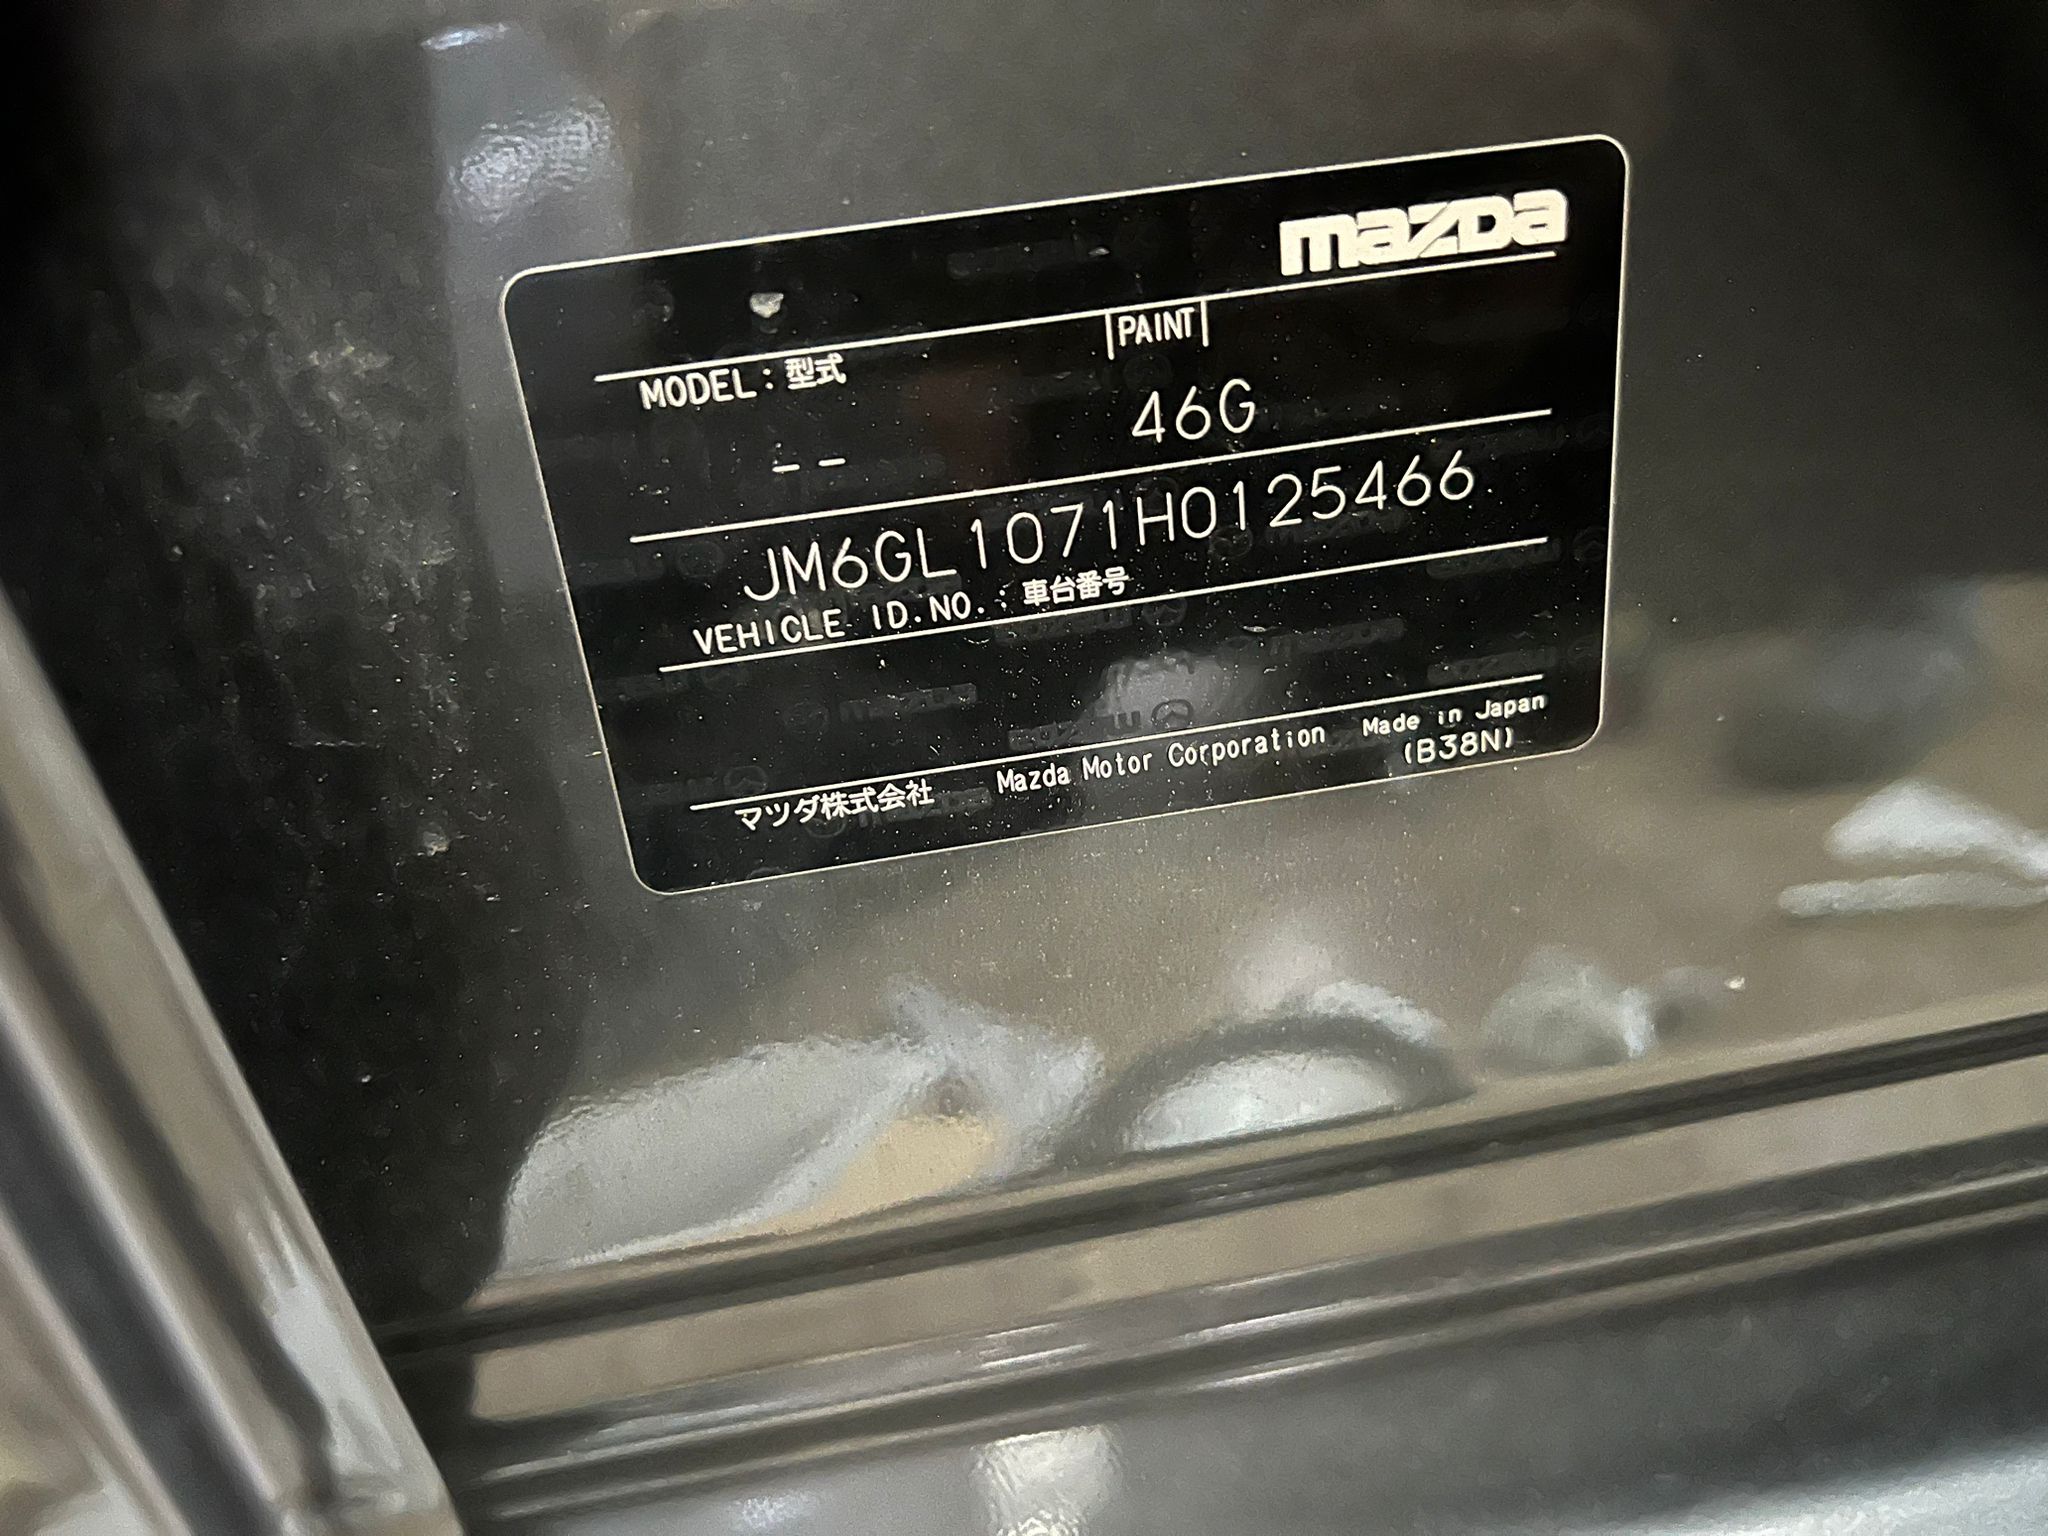 mazda
MODEL：型式
PAINT
-- 46G
JM6GL1071H0125466
VEHICLE ID.NO.：車台番号
マツダ株式会社 Mazda Motor Corporation Made in Japan
(B38N)